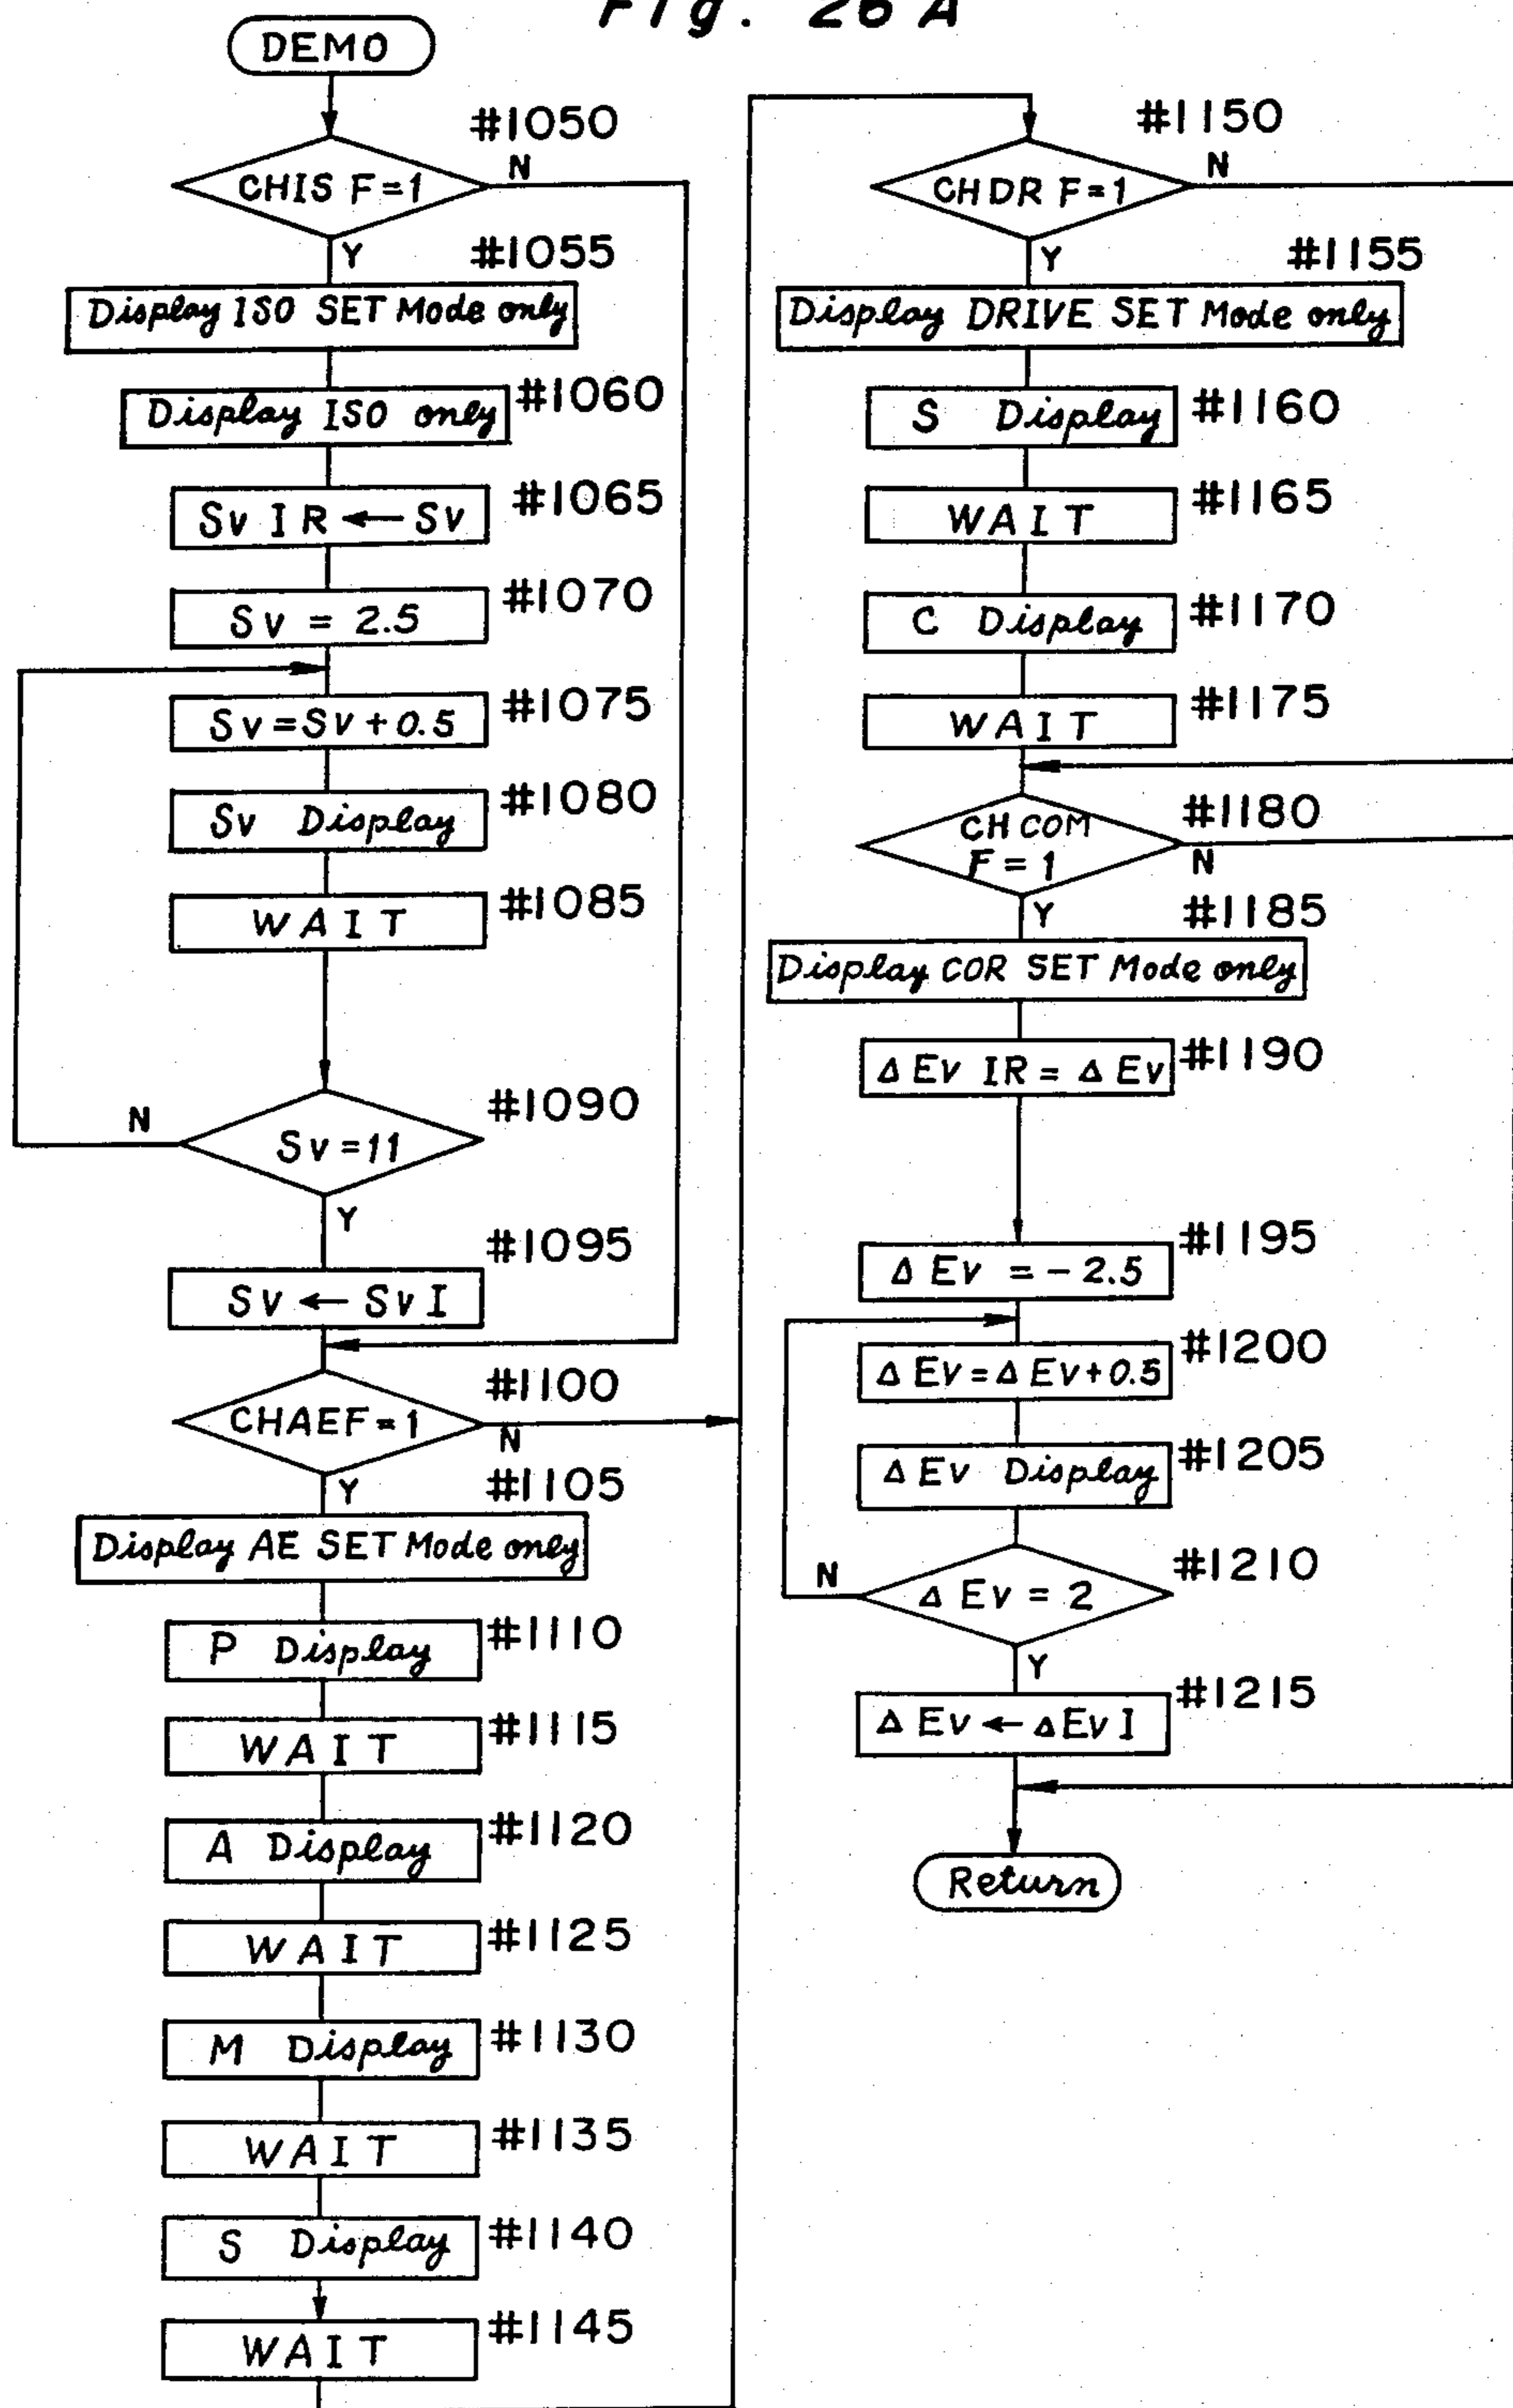 Fig. 26A
DEMO
#1050
CHIS F=1
N
Y
#1055
Display ISO SET Mode only
Display ISO only
#1060
Sv IR ← Sv
#1065
Sv = 2.5
#1070
Sv=Sv+0.5
#1075
Sv Display
#1080
WAIT
#1085
#1090
N
Sv=11
Y
#1095
Sv ← SvI
#1100
CHAEF=1
N
Y
#1105
Display AE SET Mode only
P Display
#1110
WAIT
#1115
A Display
#1120
WAIT
#1125
M Display
#1130
WAIT
#1135
S Display
#1140
WAIT
#1145
#1150
CHDR F=1
N
Y
#1155
Display DRIVE SET Mode only
S Display
#1160
WAIT
#1165
C Display
#1170
WAIT
#1175
#1180
CHCOM
F=1
N
Y
#1185
Display COR SET Mode only
Δ Ev IR = Δ Ev
#1190
#1195
Δ Ev = -2.5
#1200
Δ Ev=Δ Ev+0.5
Δ Ev Display
#1205
#1210
N
Δ Ev = 2
Y
#1215
Δ Ev ← ΔEvI
Return